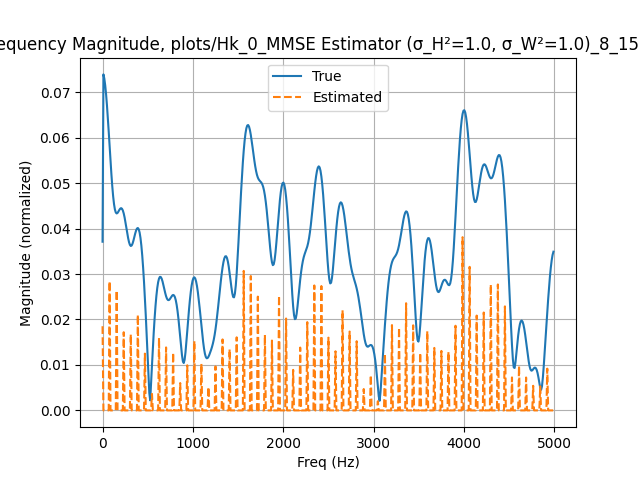 equency Magnitude, plots/Hk_0_MMSE Estimator (σ_H²=1.0, σ_W²=1.0)_8_15
True
Estimated
Magnitude (normalized)
0.07
0.06
0.05
0.04
0.03
0.02
0.01
0.00
0 1000 2000 3000 4000 5000
Freq (Hz)